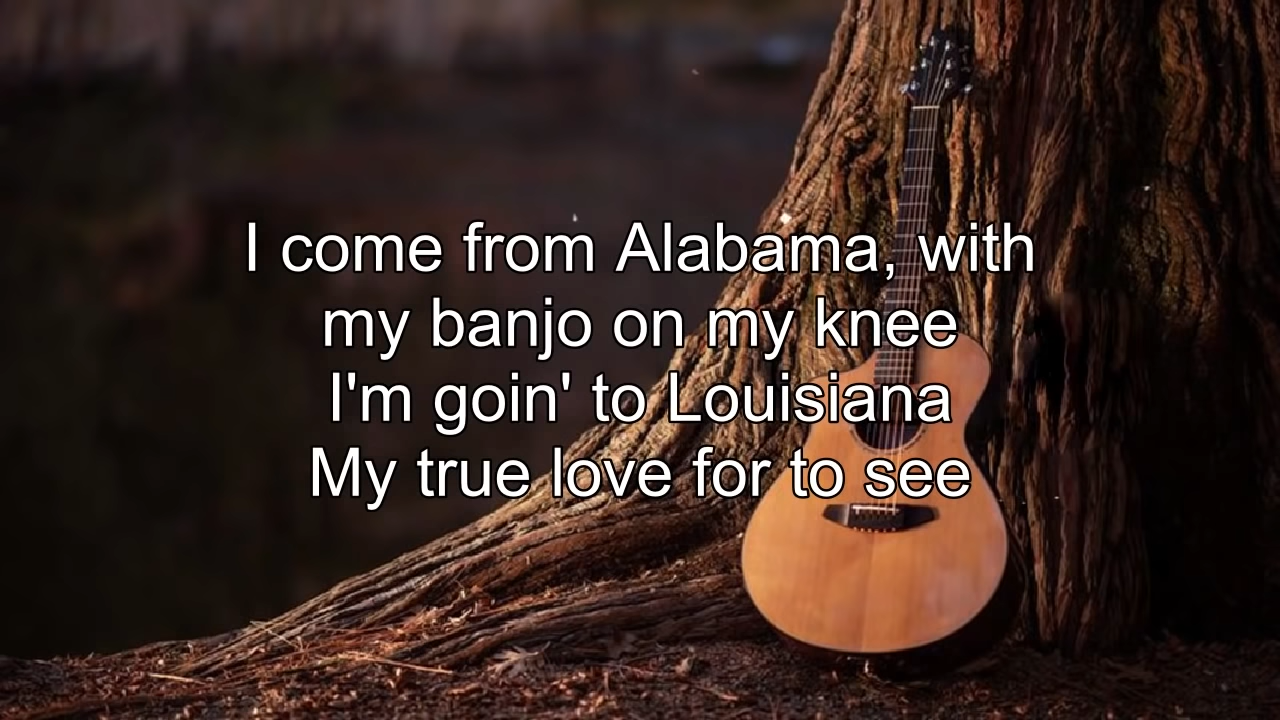 I come from Alabama, with
my banjo on my knee
I'm goin' to Louisiana
My true love for to see